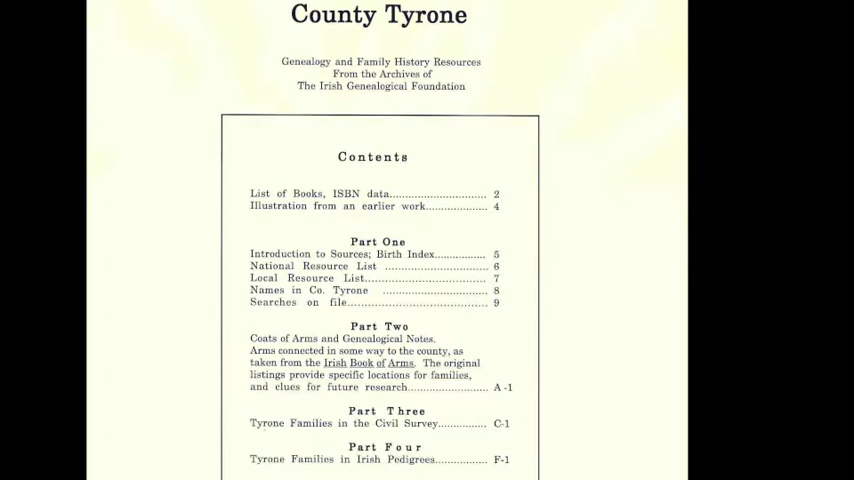 County Tyrone
Genealogy and Family History Resources
From the Archives of
The Irish Genealogical Foundation
Contents
List of Books, ISBN data.............................. 2
Illustration from an earlier work................... 4
Part One
Introduction to Sources; Birth Index............... 5
National Resource List ................................ 6
Local Resource List..................................... 7
Names in Co. Tyrone ................................ 8
Searches on file.......................................... 9
Part Two
Coats of Arms and Genealogical Notes.
Arms connected in some way to the county, as
taken from the Irish Book of Arms. The original
listings provide specific locations for families,
and clues for future research........................ A -1
Part Three
Tyrone Families in the Civil Survey............... C-1
Part Four
Tyrone Families in Irish Pedigrees................ F-1